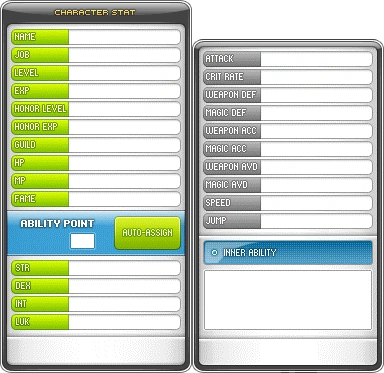 CHARACTER STAT
NAME
JOB
LEVEL
EXP
HONOR LEVEL
HONOR EXP
GUILD
HP
MP
FAME
ABILITY POINT
AUTO-ASSIGN
STR
DEX
INT
LUK
ATTACK
CRIT RATE
WEAPON DEF
MAGIC DEF
WEAPON ACC
MAGIC ACC
WEAPON AVD
MAGIC AVD
SPEED
JUMP
INNER ABILITY